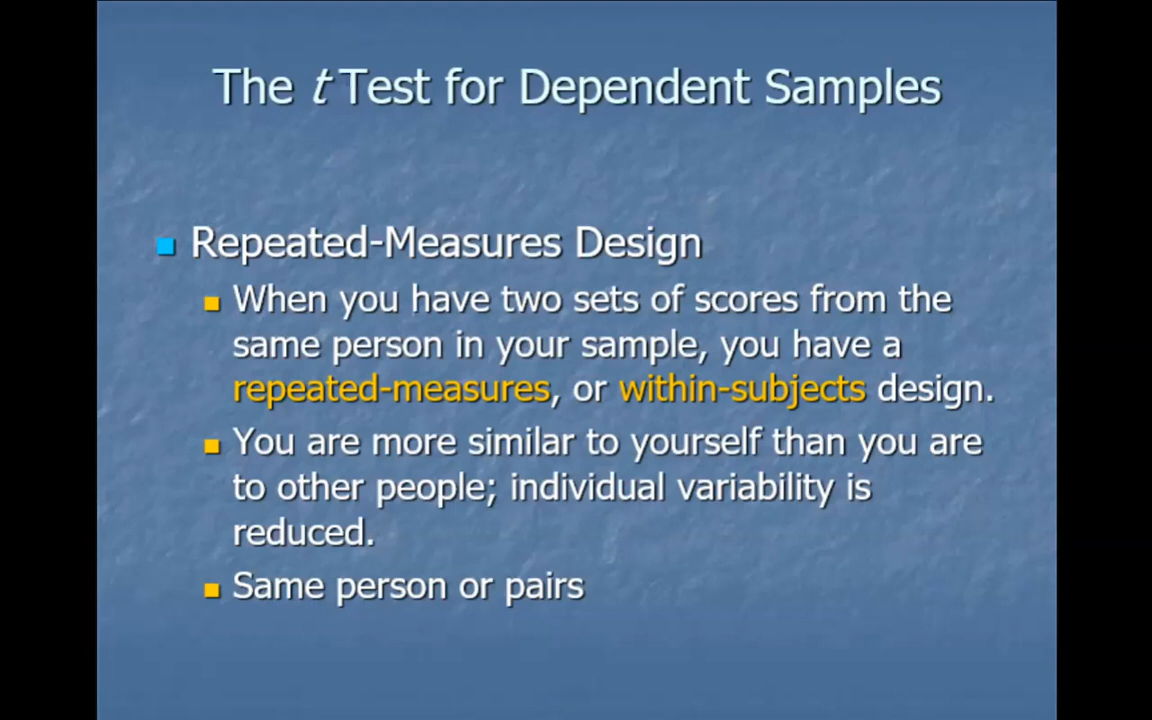 The t Test for Dependent Samples
Repeated-Measures Design
When you have two sets of scores from the
same person in your sample, you have a
repeated-measures, or within-subjects design.
You are more similar to yourself than you are
to other people; individual variability is
reduced.
Same person or pairs